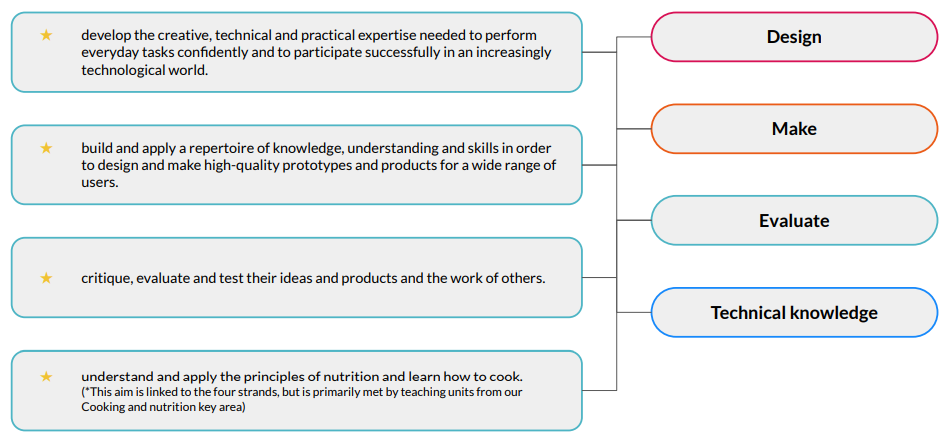 develop the creative, technical and practical expertise needed to perform
everyday tasks confidently and to participate successfully in an increasingly
technological world.
build and apply a repertoire of knowledge, understanding and skills in order
to design and make high-quality prototypes and products for a wide range of
users.
critique, evaluate and test their ideas and products and the work of others.
understand and apply the principles of nutrition and learn how to cook.
(*This aim is linked to the four strands, but is primarily met by teaching units from our
Cooking and nutrition key area)
Design
Make
Evaluate
Technical knowledge